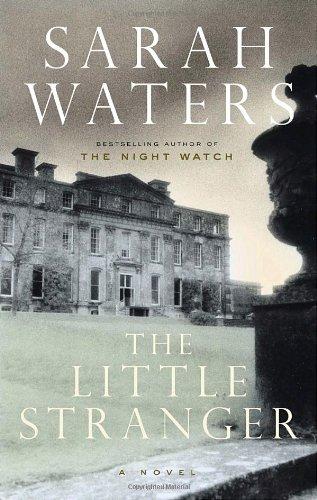 SARAH
WATERS
BESTSELLING AUTHOR OF
THE NIGHT WATCH
THE
LITTLE
STRANGER
A NOVEL